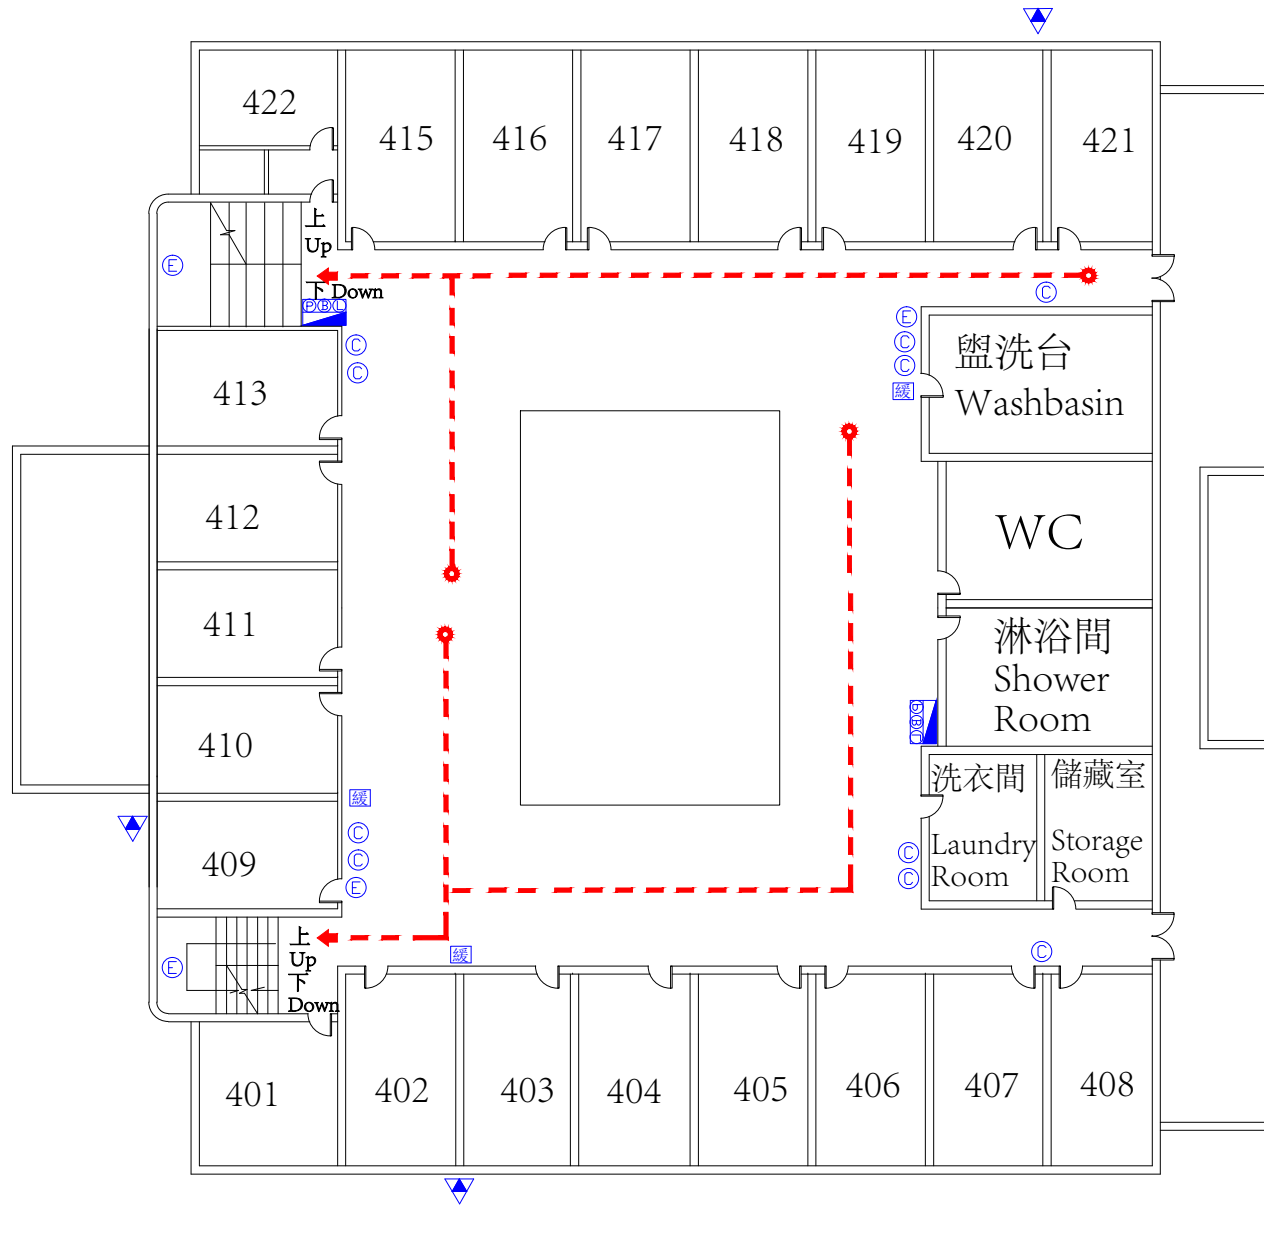 422
415
416
417
418
419
420
421
上
Up
下 Down
Ⓟ Ⓑ Ⓛ
Ⓔ
Ⓒ
Ⓒ
Ⓒ
Ⓔ
Ⓒ
Ⓒ
緩
盥洗台
Washbasin
413
412
WC
411
淋浴間
Shower
Room
Ⓟ Ⓑ Ⓛ
410
洗衣間
Laundry
Room
儲藏室
Storage
Room
緩
Ⓒ
Ⓒ
Ⓔ
409
Ⓒ
Ⓒ
上
Up
下
Down
Ⓔ
緩
Ⓒ
401
402
403
404
405
406
407
408